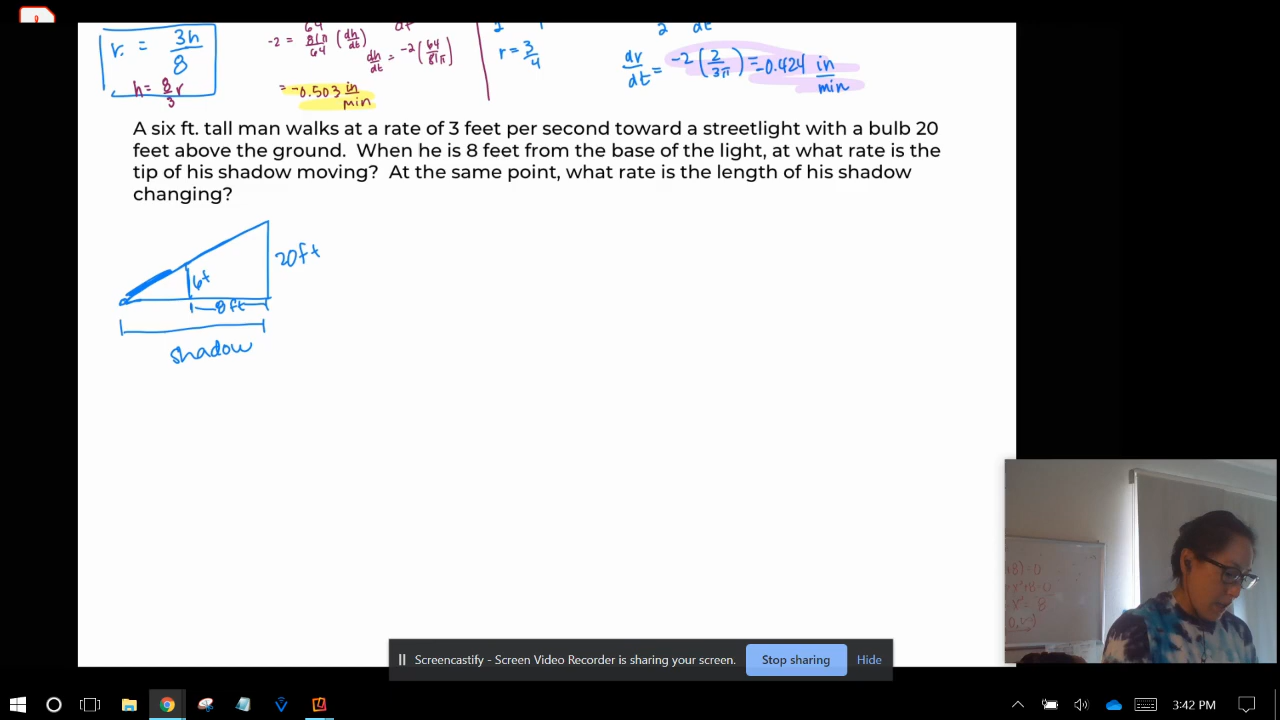 r = 3h/8
h = 8/3 r
-2 = 81π/64 (dh/dt)
dh/dt = -2(64/81π)
= -0.503 in/min
r = 3/4
dr/dt = -2(2/3π) = -0.424 in/min
A six ft. tall man walks at a rate of 3 feet per second toward a streetlight with a bulb 20
feet above the ground. When he is 8 feet from the base of the light, at what rate is the
tip of his shadow moving? At the same point, what rate is the length of his shadow
changing?
20ft
8 ft
shadow
Screencastify - Screen Video Recorder is sharing your screen.
Stop sharing
Hide
3:42 PM